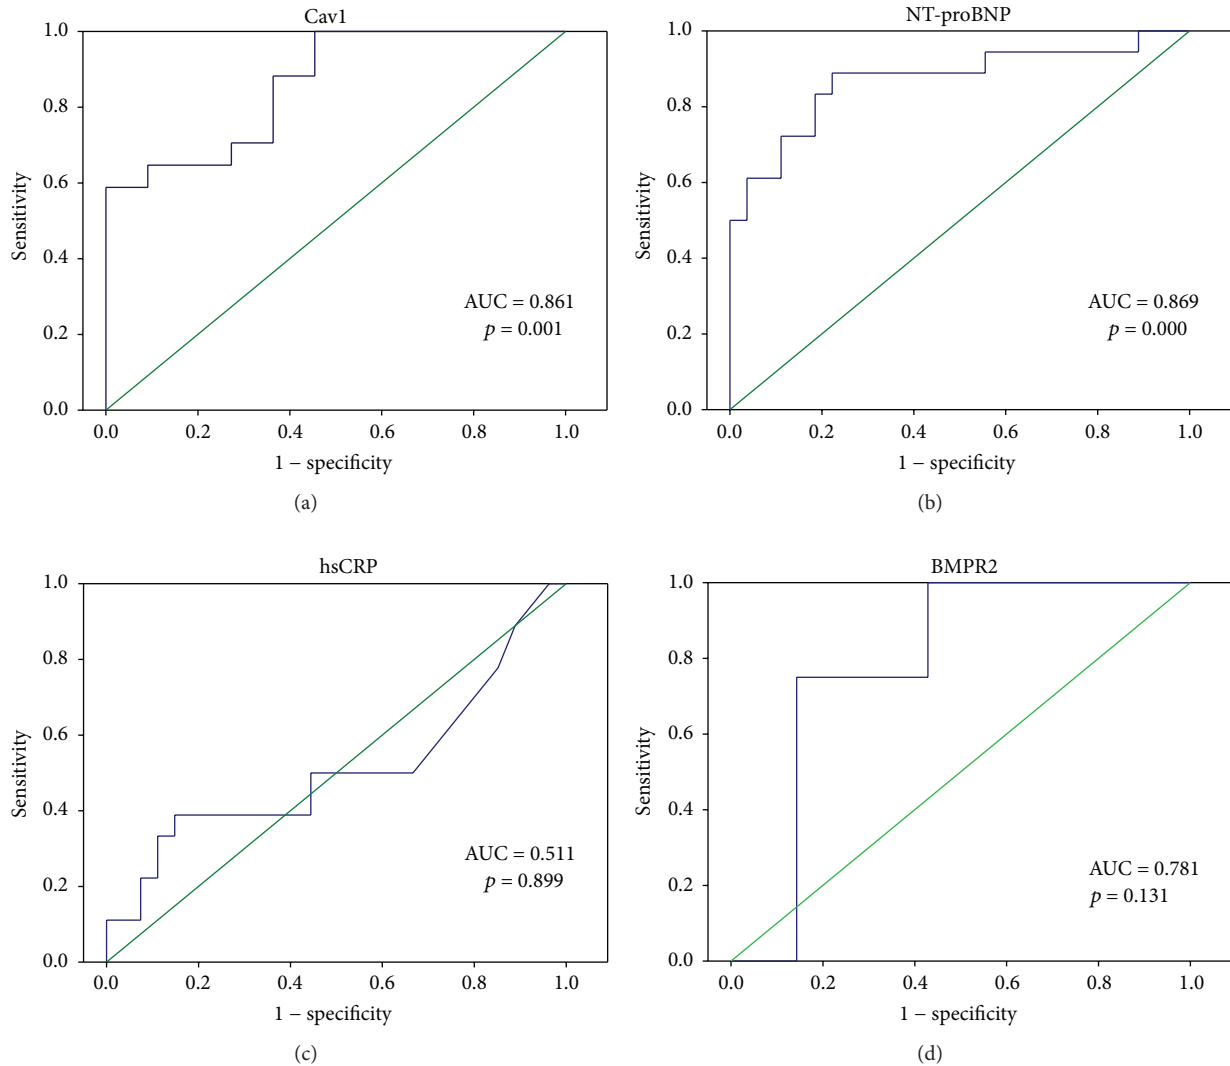 Cav1
1.0
0.8
0.6
0.4
0.2
0.0
Sensitivity
AUC = 0.861
p = 0.001
0.0 0.2 0.4 0.6 0.8 1.0
1 − specificity
(a)
NT-proBNP
1.0
0.8
0.6
0.4
0.2
0.0
Sensitivity
AUC = 0.869
p = 0.000
0.0 0.2 0.4 0.6 0.8 1.0
1 − specificity
(b)
hsCRP
1.0
0.8
0.6
0.4
0.2
0.0
Sensitivity
AUC = 0.511
p = 0.899
0.0 0.2 0.4 0.6 0.8 1.0
1 − specificity
(c)
BMPR2
1.0
0.8
0.6
0.4
0.2
0.0
Sensitivity
AUC = 0.781
p = 0.131
0.0 0.2 0.4 0.6 0.8 1.0
1 − specificity
(d)